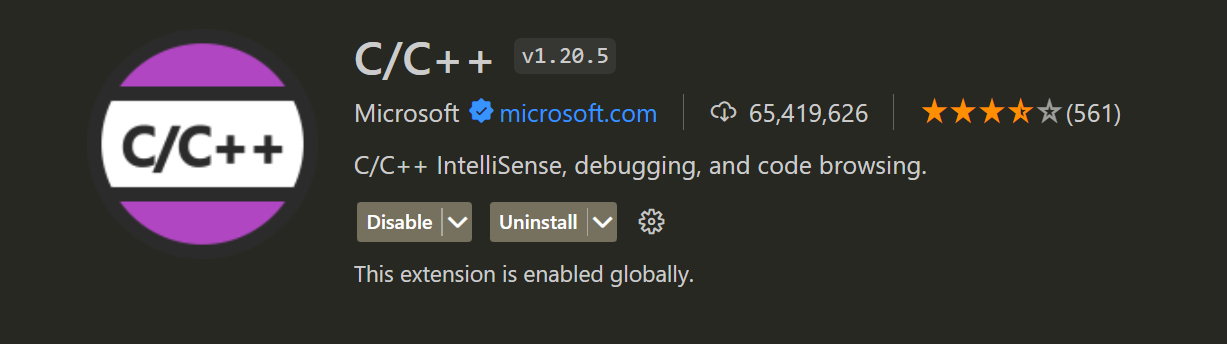 C/C++
C/C++ v1.20.5
Microsoft microsoft.com 65,419,626 (561)
C/C++ IntelliSense, debugging, and code browsing.
Disable Uninstall
This extension is enabled globally.